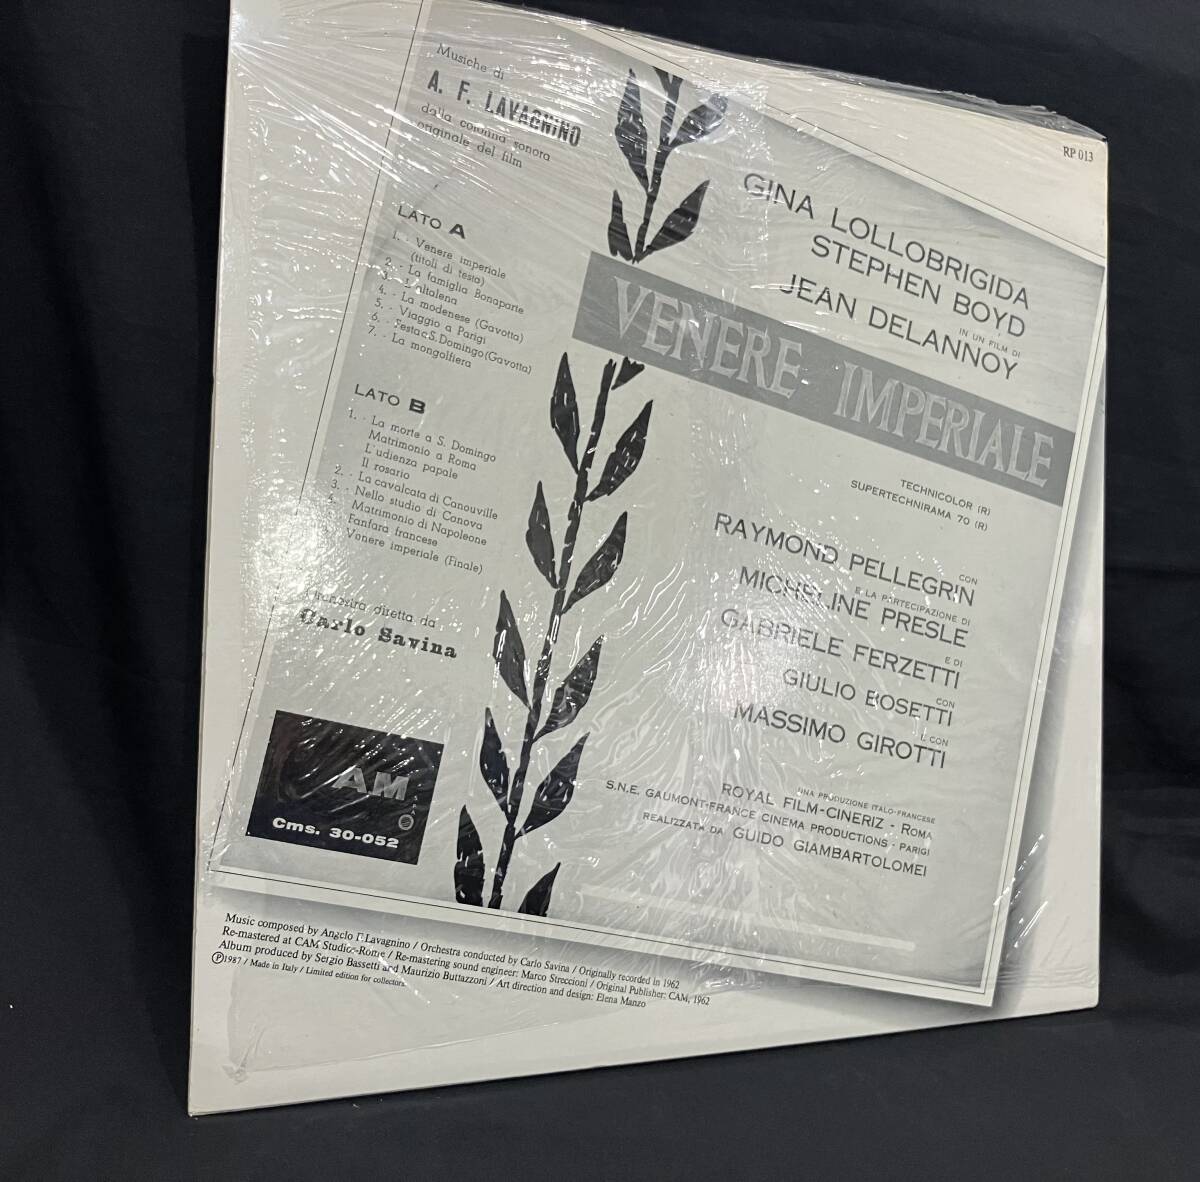 RP 013
Musiche di
A. F. LAVAGNINO
dalla colonna sonora
originale del film
LATO A
1. - Venere imperiale
(titoli di testa)
2. - La famiglia Bonaparte
3. - L'altalena
4. - La modenese (Gavotta)
5. - Viaggio a Parigi
6. - Festa a S. Domingo (Gavotta)
7. - La mongolfiera
LATO B
1. - La morte a S. Domingo
Matrimonio a Roma
L'udienza papale
Il rosario
2. - La cavalcata di Canouville
3. - Nello studio di Canova
Matrimonio di Napoleone
Fanfara francese
Venere imperiale (Finale)
diretta da
Carlo Savina
CAM
Cms. 30-052
GINA LOLLOBRIGIDA
STEPHEN BOYD
IN UN FILM DI
JEAN DELANNOY
VENERE IMPERIALE
TECHNICOLOR (R)
SUPERTECHNIRAMA 70 (R)
CON
RAYMOND PELLEGRIN
E LA PARTECIPAZIONE DI
MICHELINE PRESLE
E DI
GABRIELE FERZETTI
CON
GIULIO BOSETTI
E CON
MASSIMO GIROTTI
UNA PRODUZIONE ITALO-FRANCESE
ROYAL FILM-CINERIZ - ROMA
S.N.E. GAUMONT-FRANCE CINEMA PRODUCTIONS - PARIGI
REALIZZATA DA GUIDO GIAMBARTOLOMEI
Music composed by Angelo F. Lavagnino / Orchestra conducted by Carlo Savina / Originally recorded in 1962
Re-mastered at CAM Studios-Rome / Re-mastering sound engineer: Marco Streccioni / Original Publisher: CAM, 1962
Album produced by Sergio Bassetti and Maurizio Buttazzoni / Art direction and design: Elena Manzo
Ⓟ1987 / Made in Italy / Limited edition for collectors